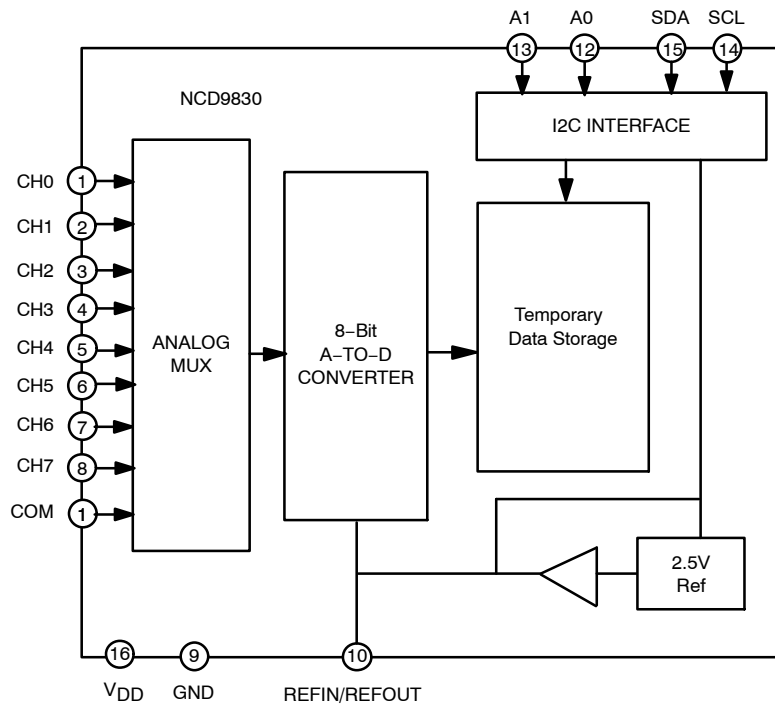 A1 A0 SDA SCL
13 12 15 14
NCD9830
I2C INTERFACE
CH0 1
CH1 2
CH2 3
CH3 4
CH4 5
CH5 6
CH6 7
CH7 8
COM 1
ANALOG
MUX
8−Bit
A−TO−D
CONVERTER
Temporary
Data Storage
2.5V
Ref
16 9 10
VDD GND REFIN/REFOUT